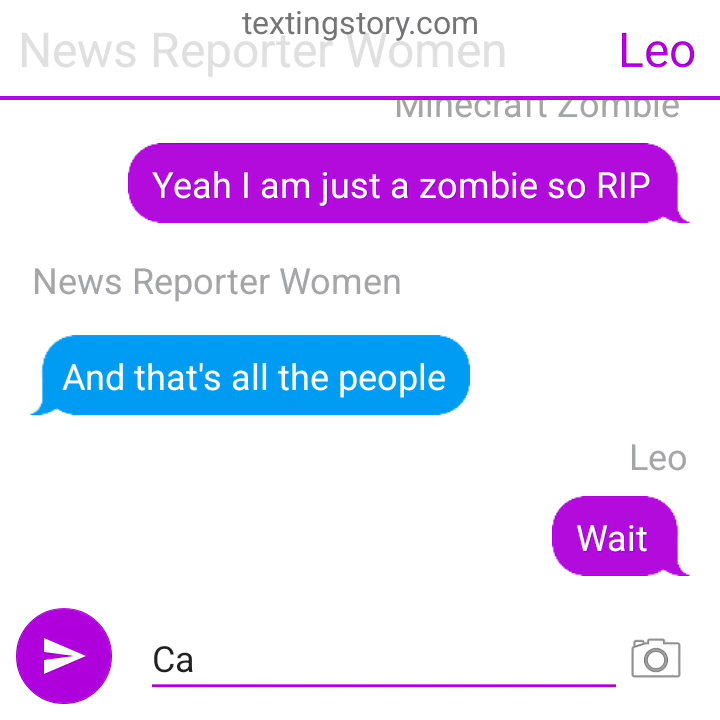 textingstory.com
News Reporter Women Leo
Minecraft Zombie
Yeah I am just a zombie so RIP
News Reporter Women
And that's all the people
Leo
Wait
Ca